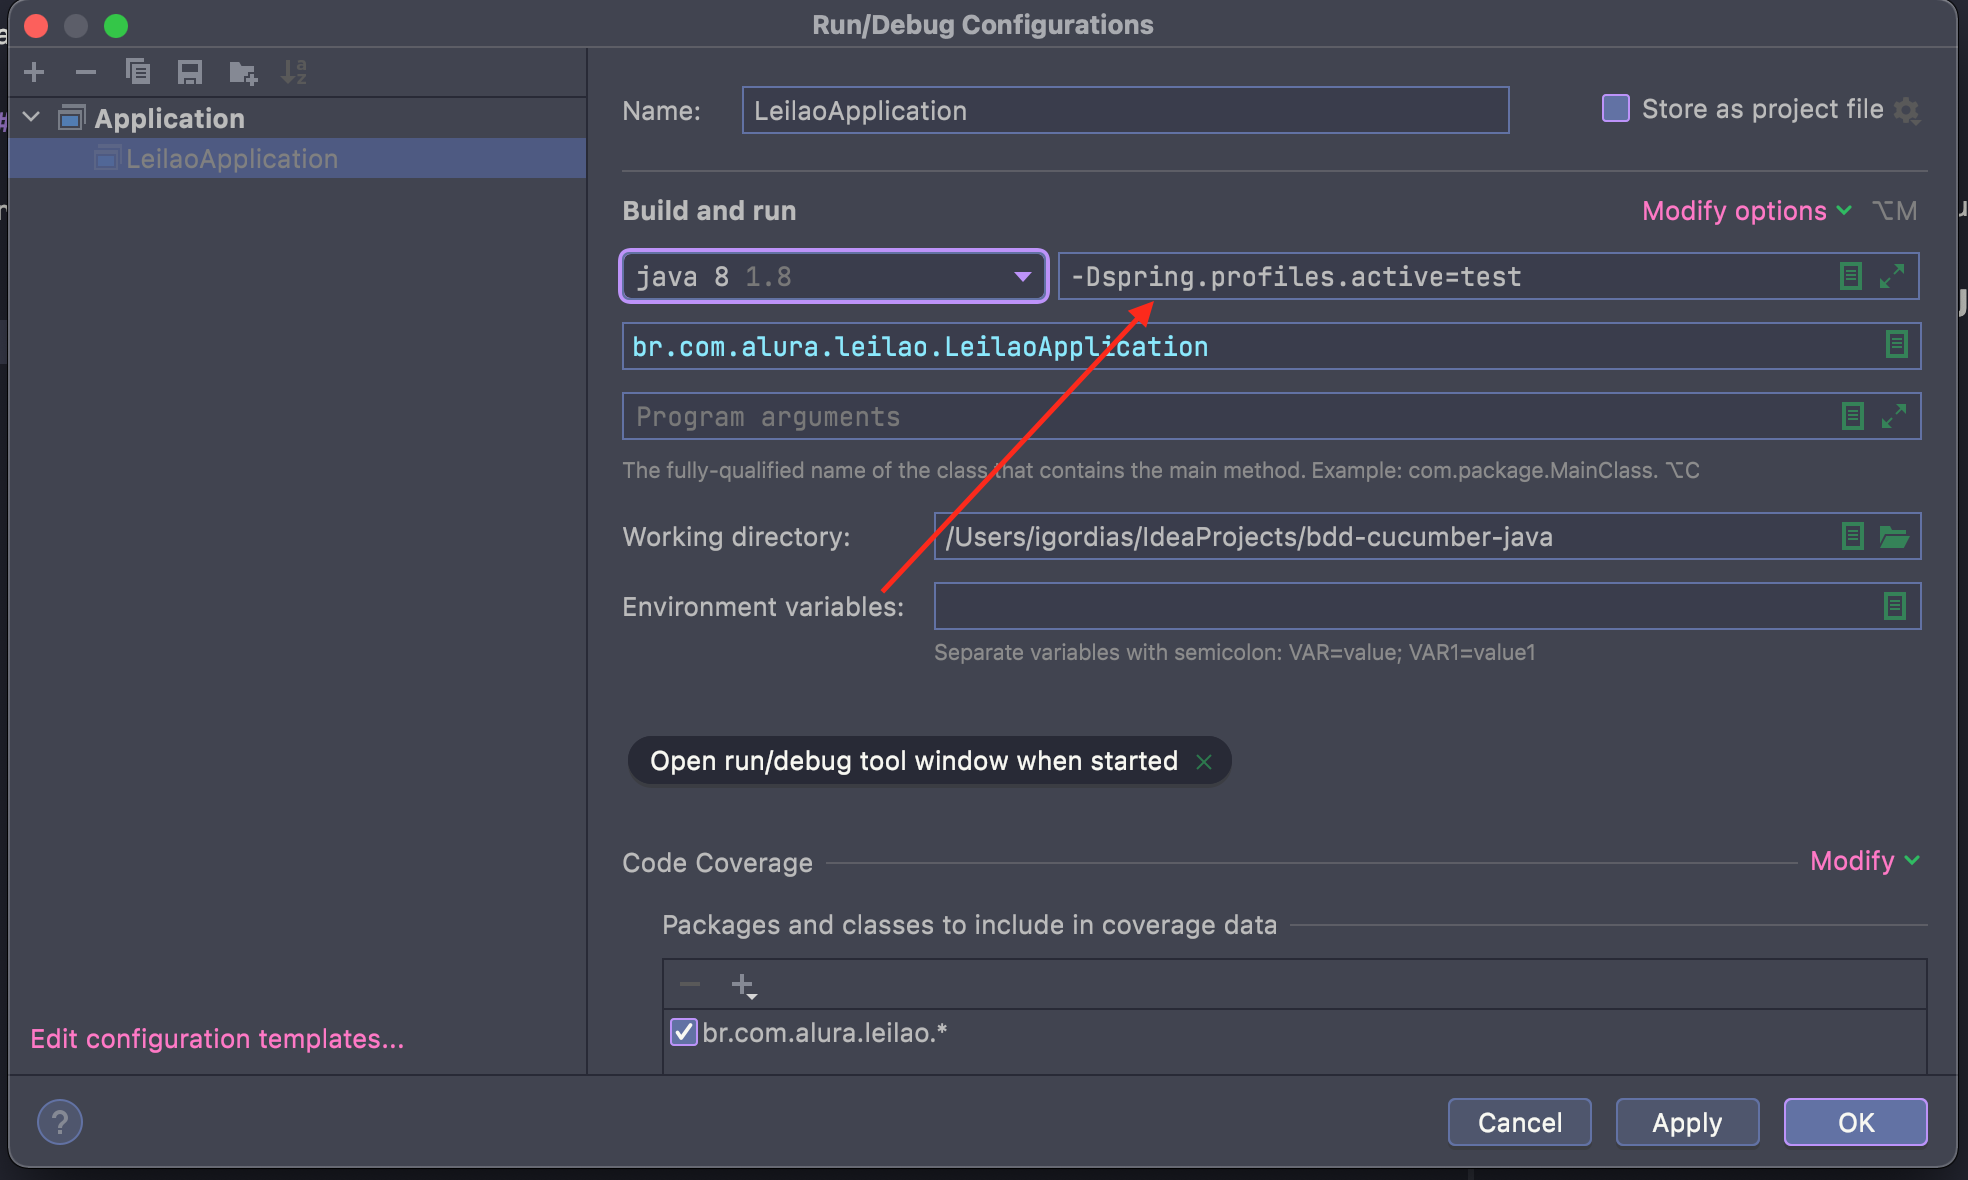 Run/Debug Configurations
Application
LeilaoApplication
Edit configuration templates...
?
Name:
LeilaoApplication
Store as project file
Build and run
Modify options ⌥M
java 8 1.8
-Dspring.profiles.active=test
br.com.alura.leilao.LeilaoApplication
Program arguments
The fully-qualified name of the class that contains the main method. Example: com.package.MainClass. ⌥C
Working directory:
/Users/igordias/IdeaProjects/bdd-cucumber-java
Environment variables:
Separate variables with semicolon: VAR=value; VAR1=value1
Open run/debug tool window when started
Code Coverage
Modify
Packages and classes to include in coverage data
br.com.alura.leilao.*
Cancel
Apply
OK